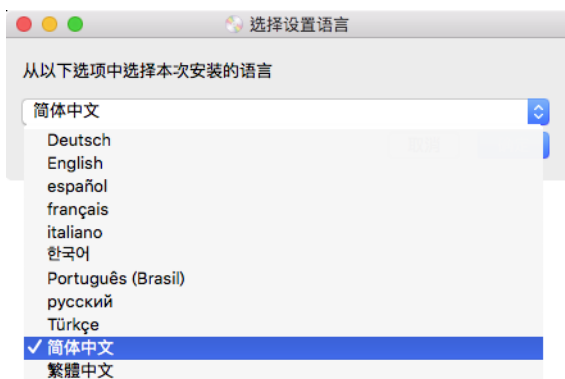 选择设置语言
从以下选项中选择本次安装的语言
简体中文
Deutsch
English
español
français
italiano
한국어
Português (Brasil)
русский
Türkçe
✓ 简体中文
繁體中文